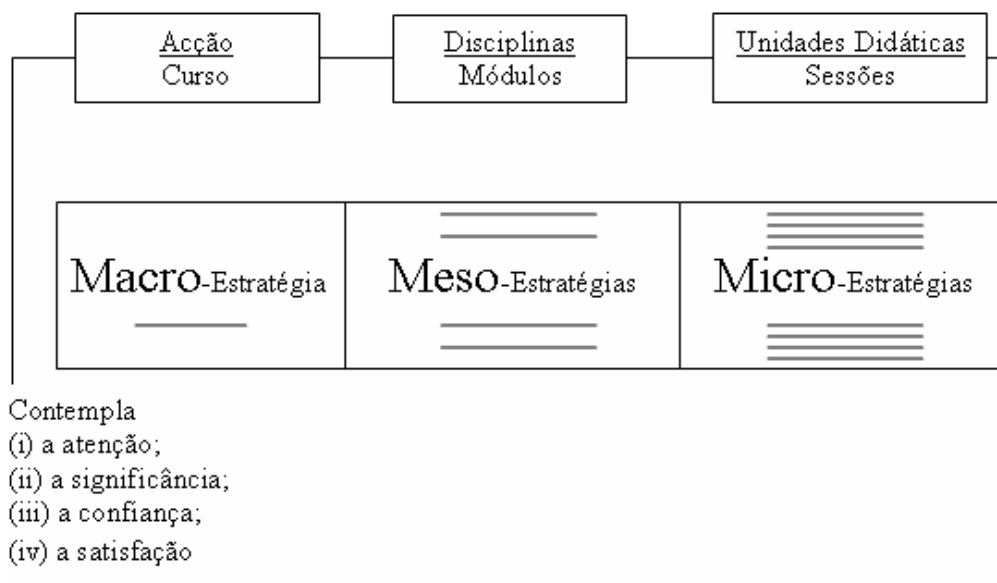 Acção
Curso
Disciplinas
Módulos
Unidades Didáticas
Sessões
Macro-Estratégia
Meso-Estratégias
Micro-Estratégias
Contempla
(i) a atenção;
(ii) a significância;
(iii) a confiança;
(iv) a satisfação